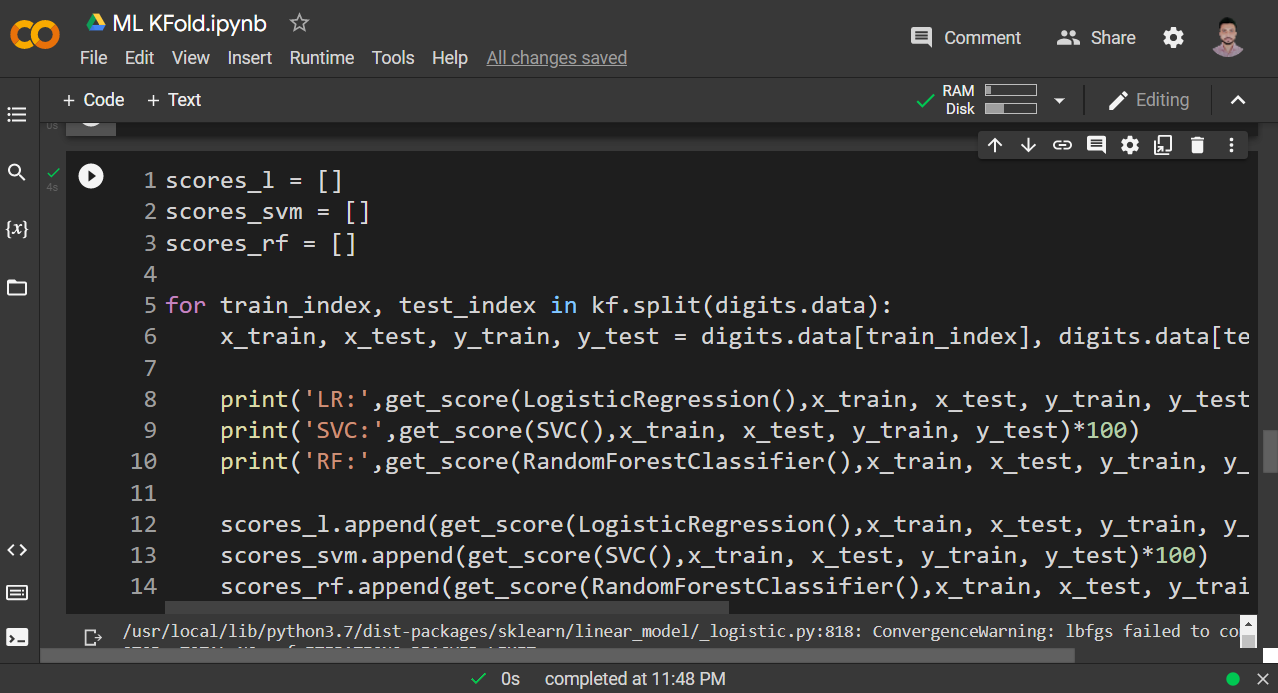 ML KFold.ipynb
File Edit View Insert Runtime Tools Help All changes saved
Comment Share
+ Code + Text
RAM
Disk
Editing
0s
4s
{x}
1 scores_l = []
2 scores_svm = []
3 scores_rf = []
4
5 for train_index, test_index in kf.split(digits.data):
6 x_train, x_test, y_train, y_test = digits.data[train_index], digits.data[te
7
8 print('LR:',get_score(LogisticRegression(),x_train, x_test, y_train, y_test
9 print('SVC:',get_score(SVC(),x_train, x_test, y_train, y_test)*100)
10 print('RF:',get_score(RandomForestClassifier(),x_train, x_test, y_train, y_
11
12 scores_l.append(get_score(LogisticRegression(),x_train, x_test, y_train, y_
13 scores_svm.append(get_score(SVC(),x_train, x_test, y_train, y_test)*100)
14 scores_rf.append(get_score(RandomForestClassifier(),x_train, x_test, y_trai
/usr/local/lib/python3.7/dist-packages/sklearn/linear_model/_logistic.py:818: ConvergenceWarning: lbfgs failed to co
0s completed at 11:48 PM